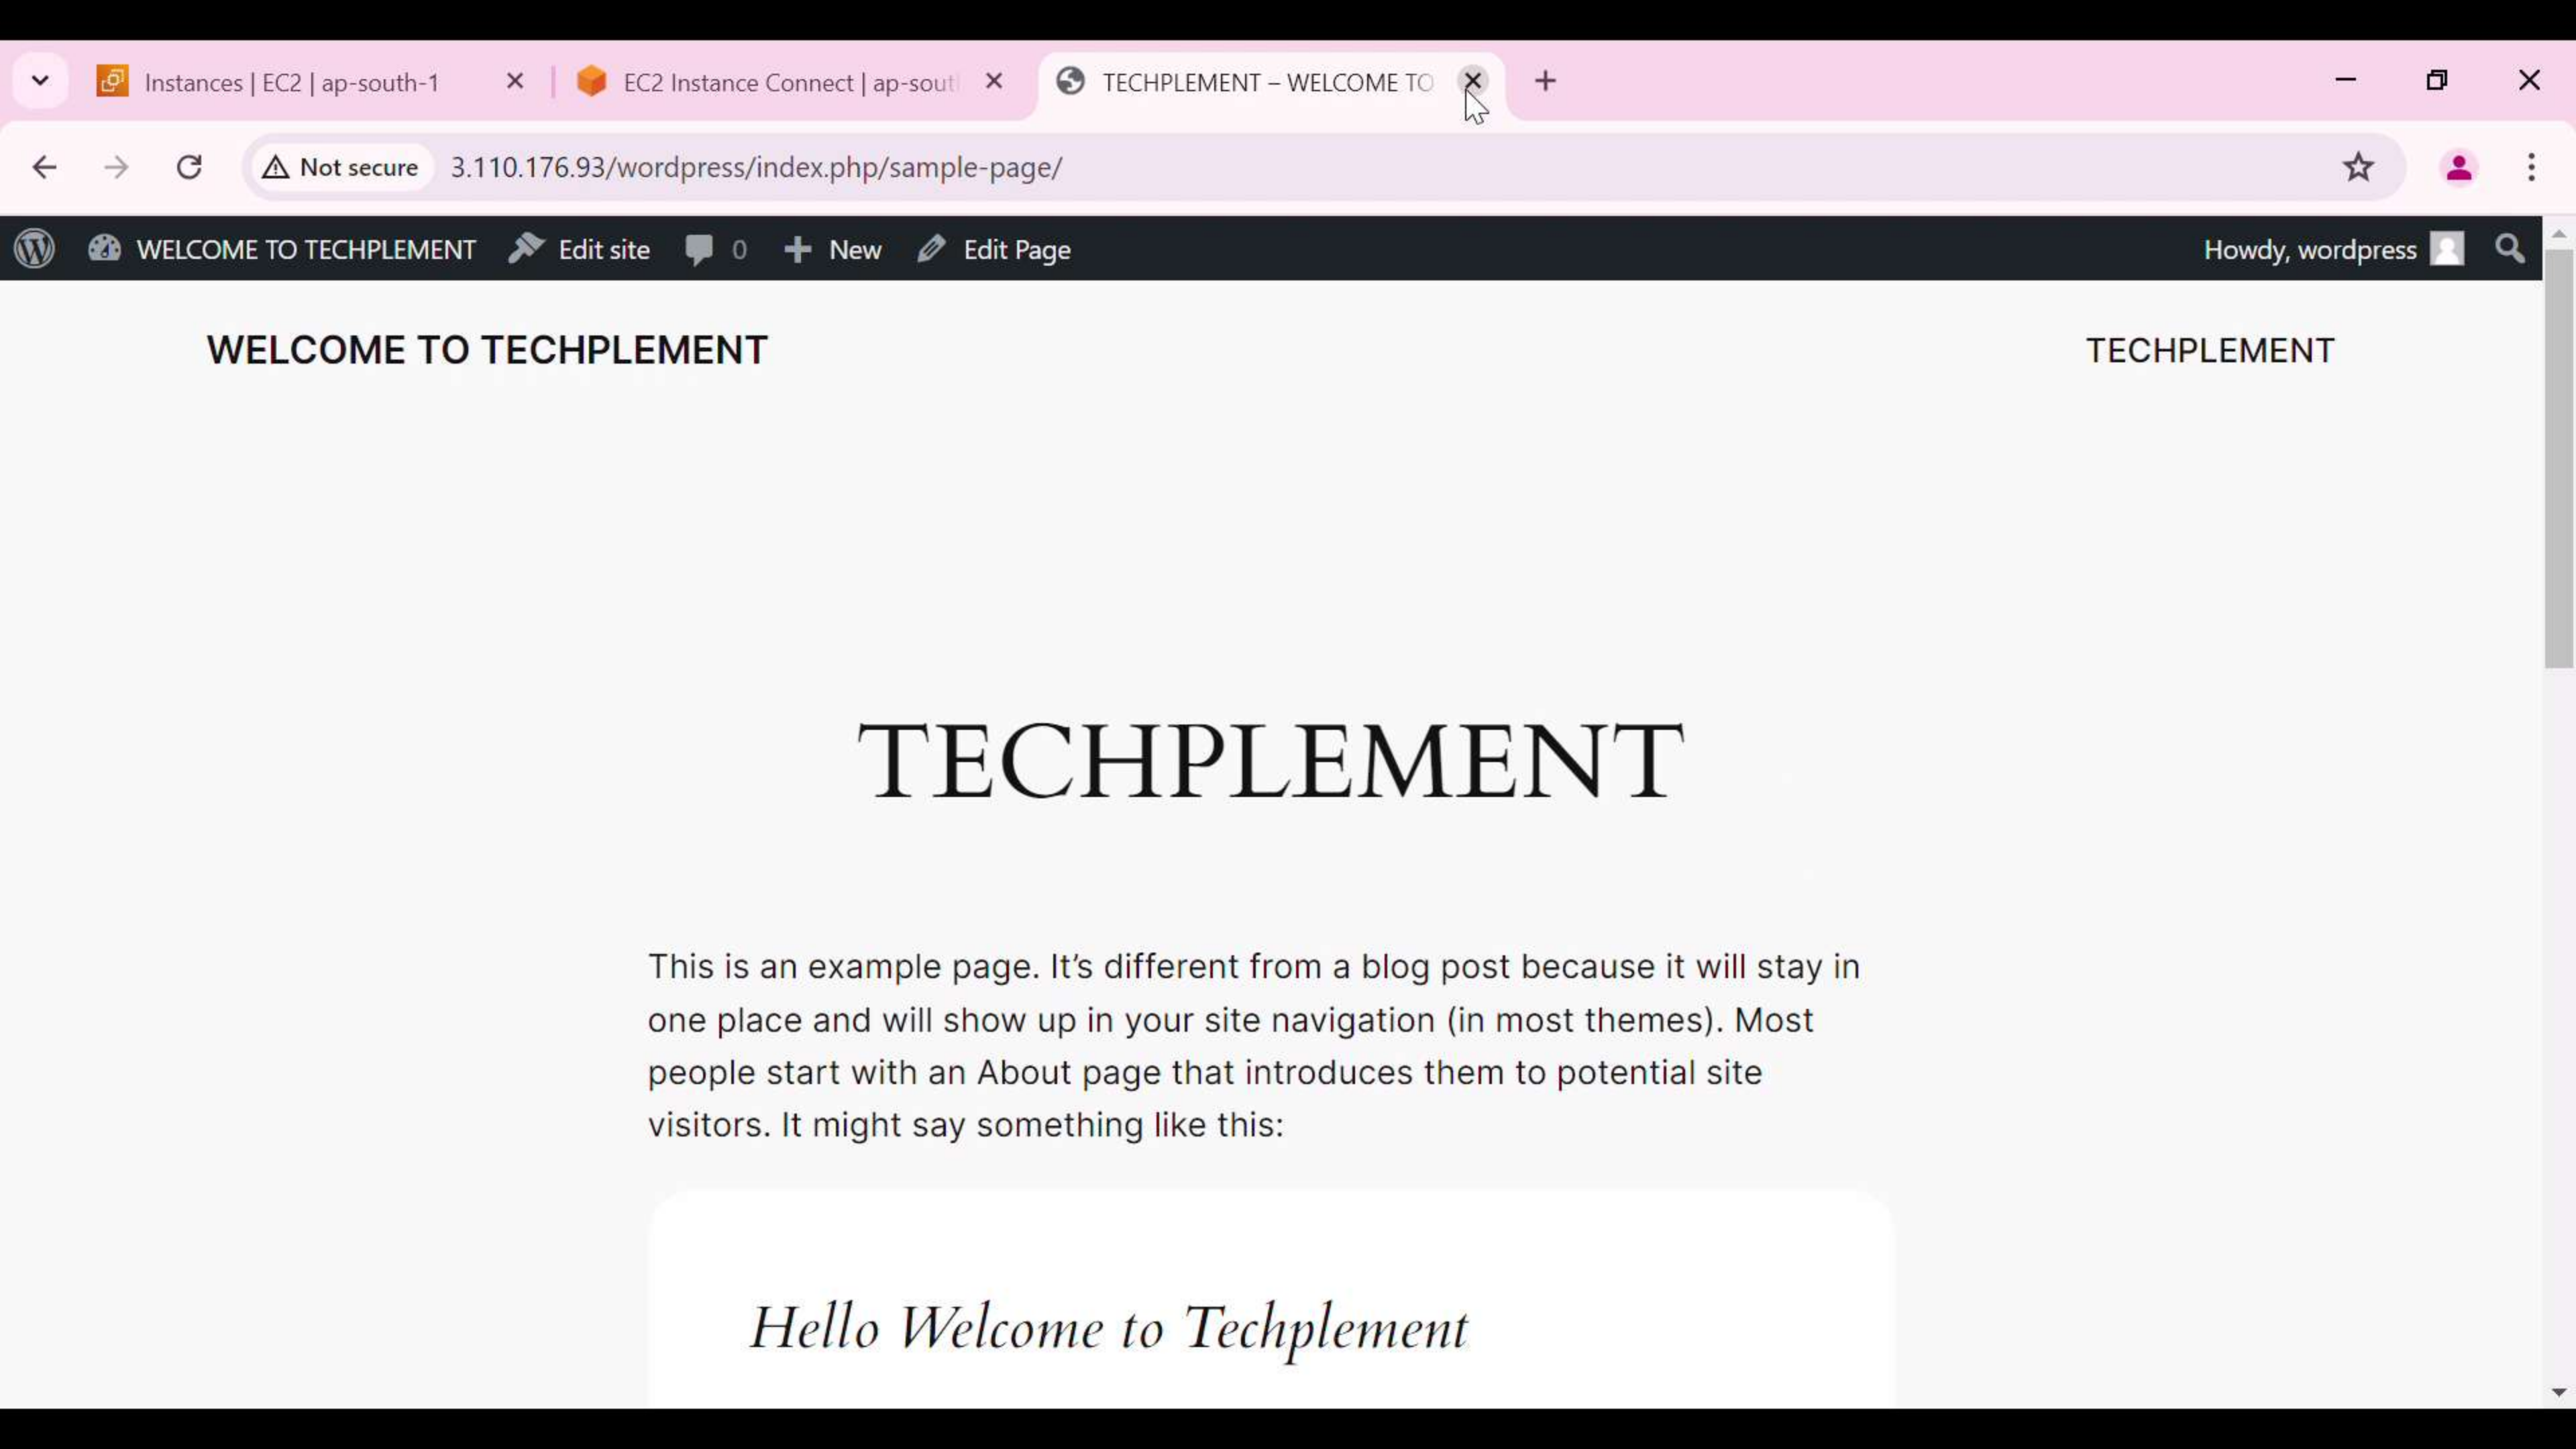 Instances | EC2 | ap-south-1
EC2 Instance Connect | ap-sout
TECHPLEMENT – WELCOME TO
Not secure
3.110.176.93/wordpress/index.php/sample-page/
WELCOME TO TECHPLEMENT
Edit site
0
New
Edit Page
Howdy, wordpress
WELCOME TO TECHPLEMENT
TECHPLEMENT
TECHPLEMENT
This is an example page. It’s different from a blog post because it will stay in
one place and will show up in your site navigation (in most themes). Most
people start with an About page that introduces them to potential site
visitors. It might say something like this:
Hello Welcome to Techplement